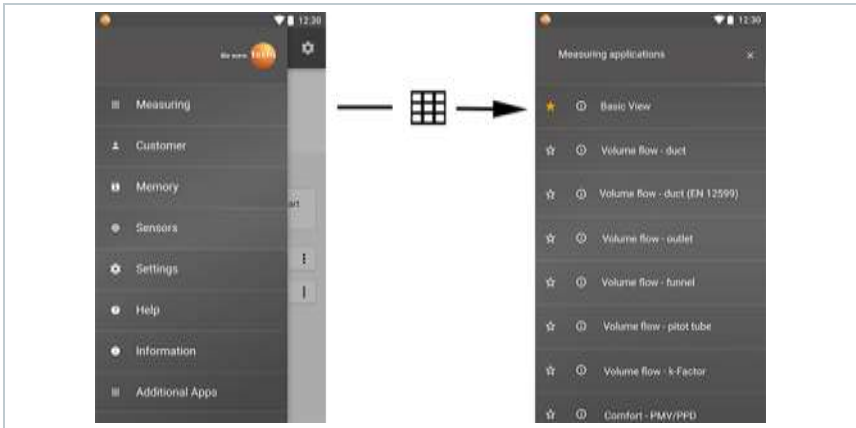 12:30
testo
Measuring
Customer
Memory
Sensors
Settings
Help
Information
Additional Apps
12:30
Measuring applications
Basic View
Volume flow - duct
Volume flow - duct (EN 12599)
Volume flow - outlet
Volume flow - funnel
Volume flow - pitot tube
Volume flow - k-Factor
Comfort - PMV/PPD